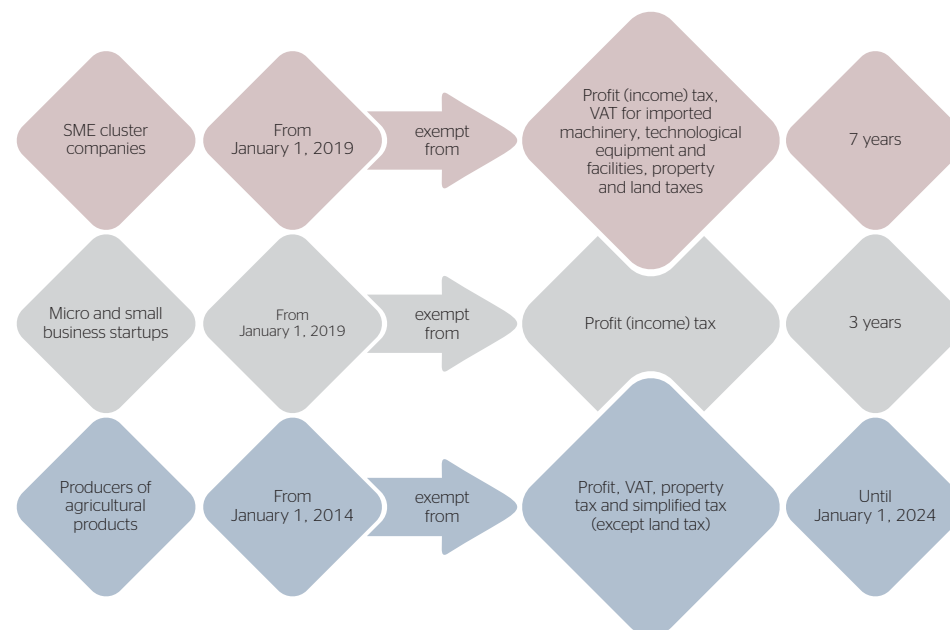 SME cluster
companies
From
January 1, 2019
exempt
from
Profit (income) tax,
VAT for imported
machinery, technological
equipment and
facilities, property
and land taxes
7 years
Micro and small
business startups
From
January 1, 2019
exempt
from
Profit (income) tax
3 years
Producers of
agricultural
products
From
January 1, 2014
exempt
from
Profit, VAT, property
tax and simplified tax
(except land tax)
Until
January 1, 2024